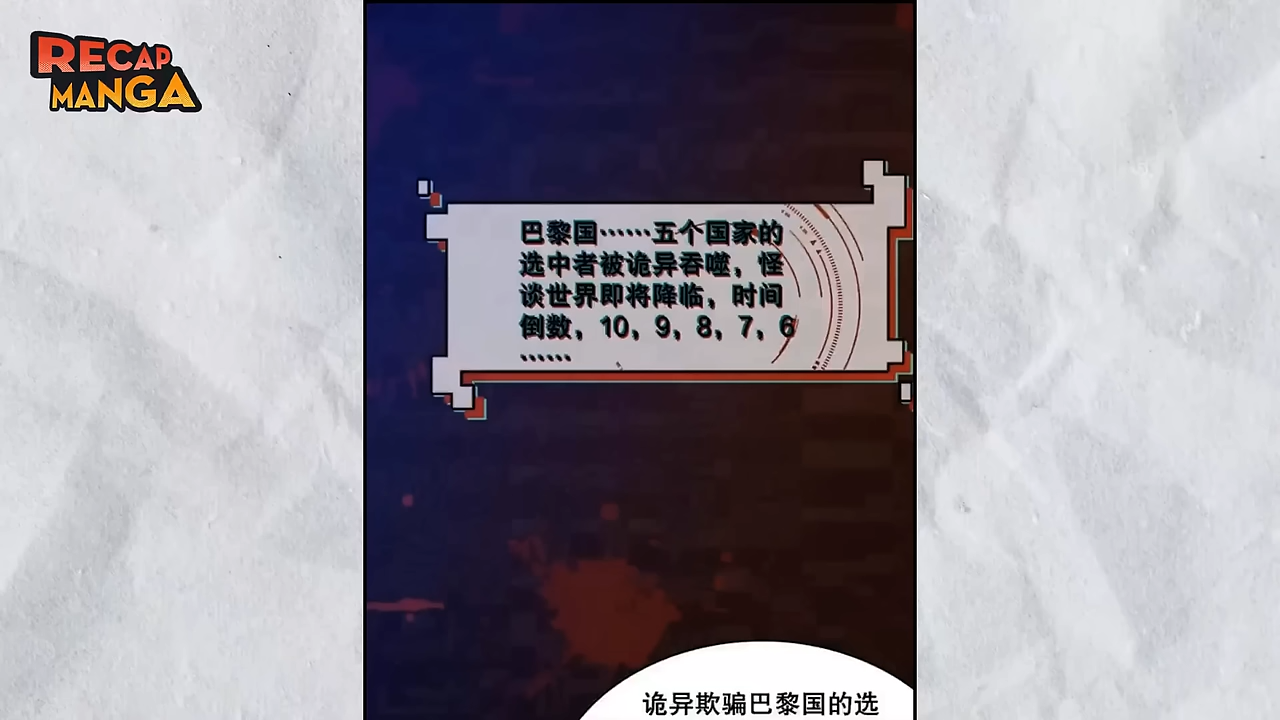 RECAP
MANGA
巴黎国……五个国家的
选中者被诡异吞噬，怪
谈世界即将降临，时间
倒数，10，9，8，7，6
……
诡异欺骗巴黎国的选